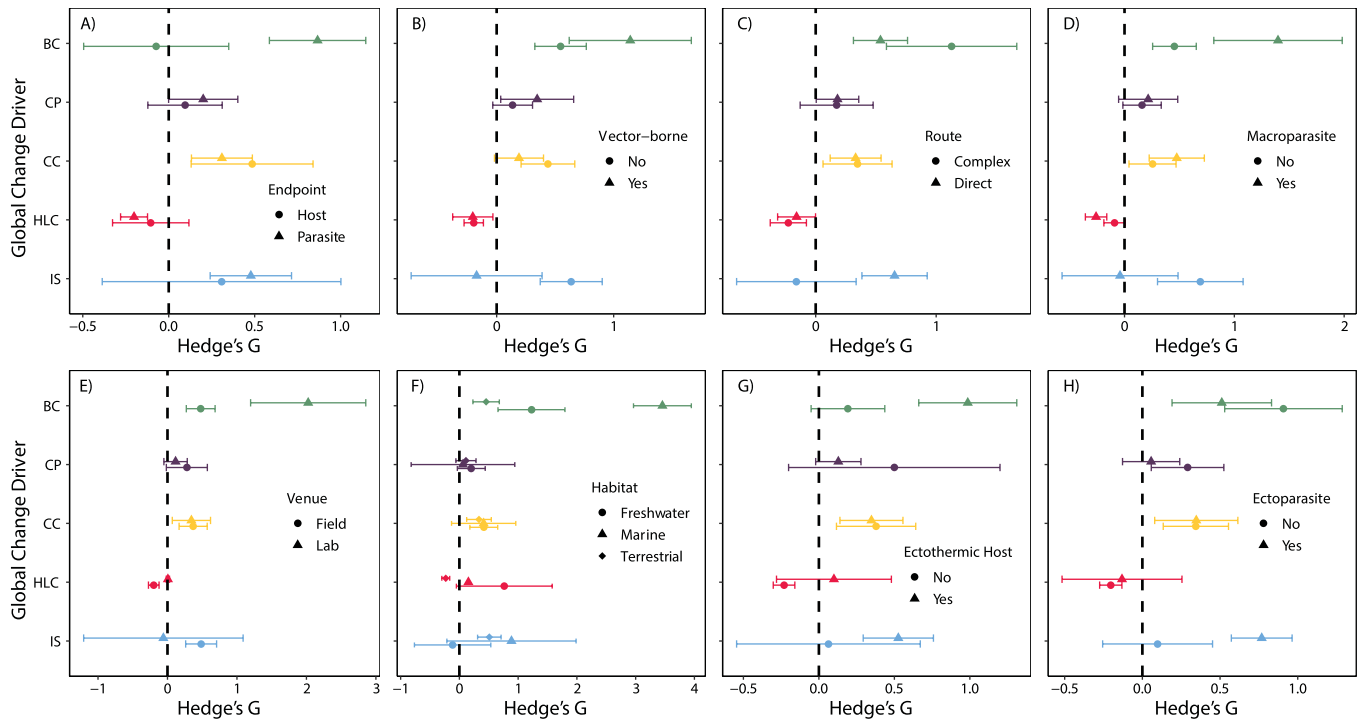 A)
B)
C)
D)
Global Change Driver
BC
CP
CC
HLC
IS
Endpoint
Host
Parasite
Vector−borne
No
Yes
Route
Complex
Direct
Macroparasite
No
Yes
−0.5 0.0 0.5 1.0
0 1
0 1
0 1 2
Hedge's G
Hedge's G
Hedge's G
Hedge's G
E)
F)
G)
H)
Global Change Driver
BC
CP
CC
HLC
IS
Venue
Field
Lab
Habitat
Freshwater
Marine
Terrestrial
Ectothermic Host
No
Yes
Ectoparasite
No
Yes
−1 0 1 2 3
−1 0 1 2 3 4
−0.5 0.0 0.5 1.0
−0.5 0.0 0.5 1.0
Hedge's G
Hedge's G
Hedge's G
Hedge's G